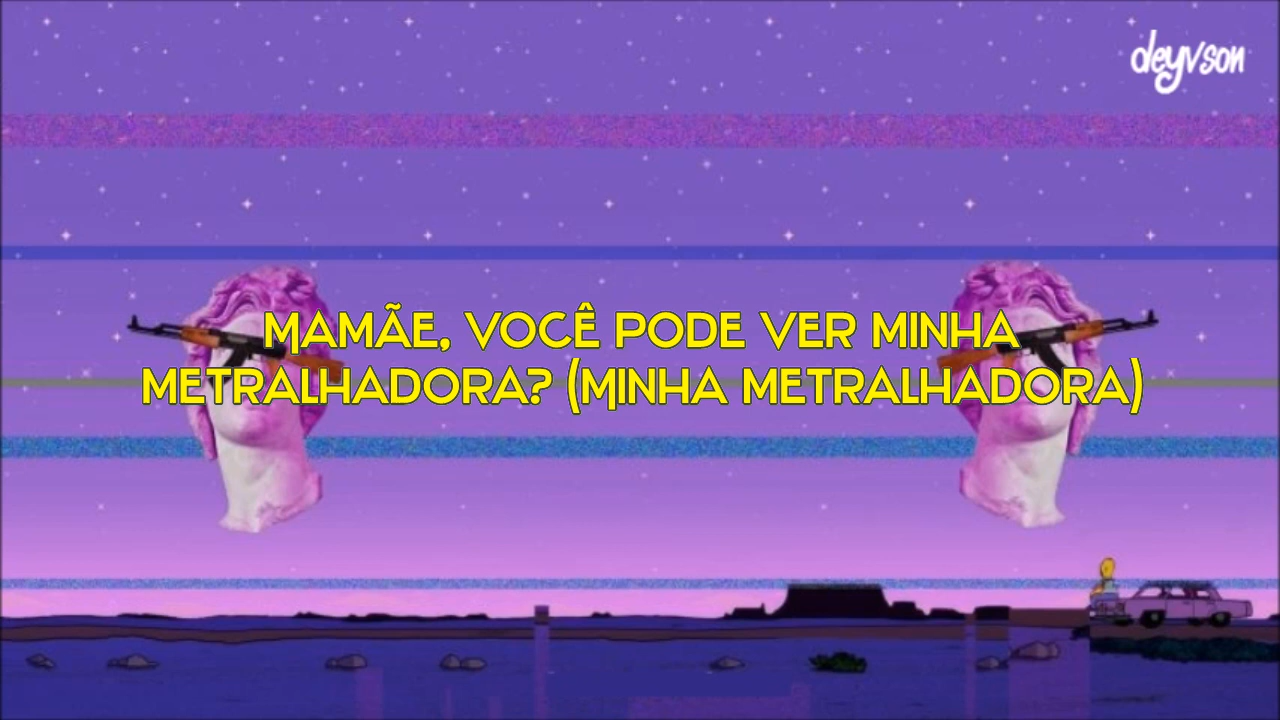 deyvson
MAMÃE, VOCÊ PODE VER MINHA
METRALHADORA? (MINHA METRALHADORA)